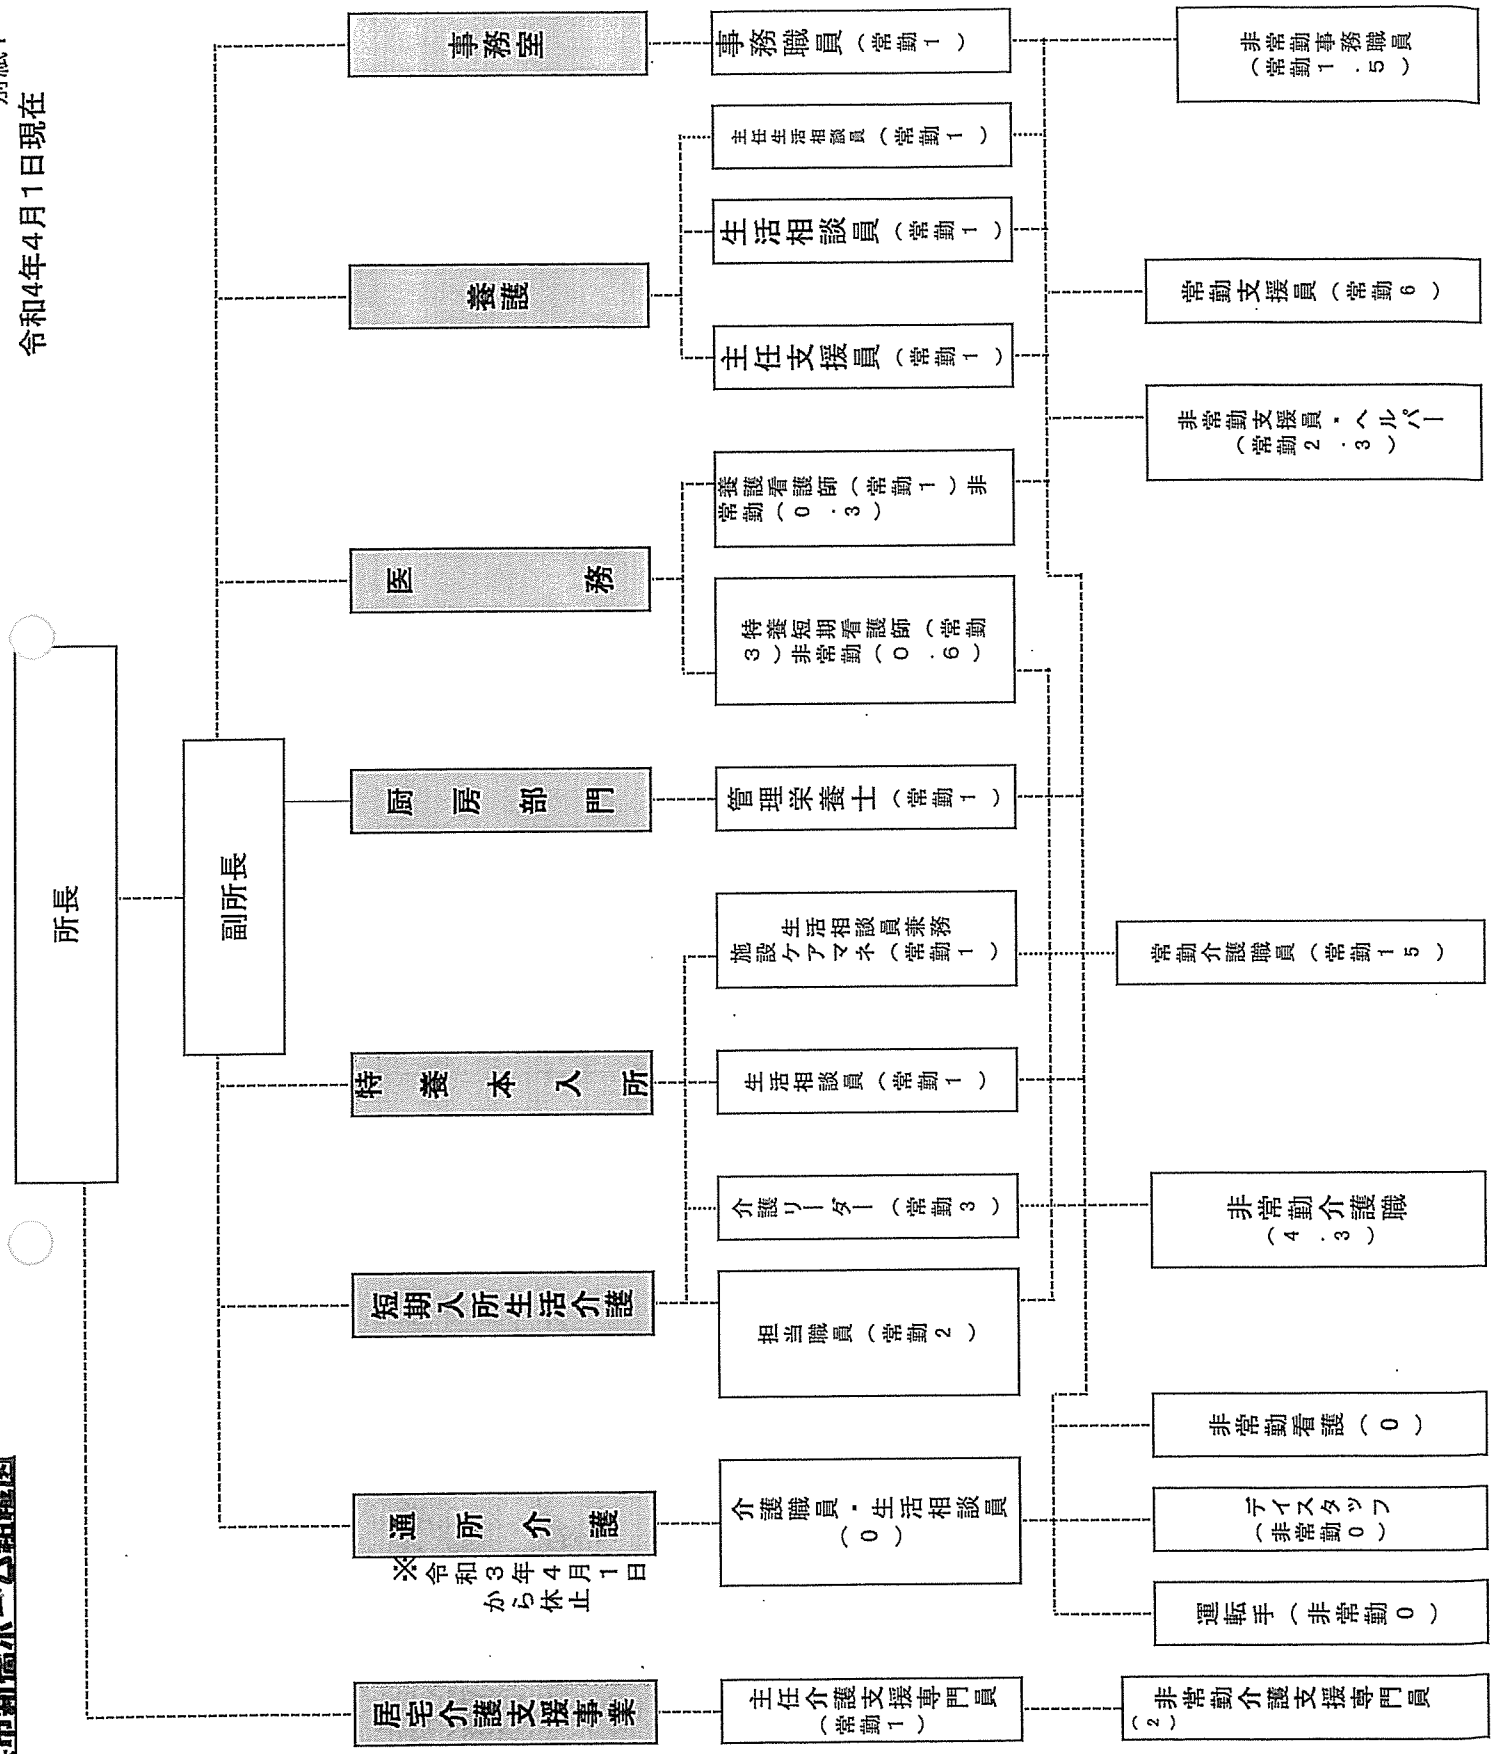 令和4年4月1日現在
所長
副所長
居宅介護支援事業
通所介護
※令和3年4月1日
から休止
短期入所生活介護
特養本入所
厨房部門
医務
養護
事務室
主任介護支援専門員
（常勤1）
介護職員・生活相談員
（0）
担当職員（常勤2）
介護リーダー（常勤3）
生活相談員（常勤1）
生活相談員兼務
施設ケアマネ（常勤1）
管理栄養士（常勤1）
特養短期看護師（常勤
3）非常勤（0.6）
養護看護師（常勤1）非
常勤（0.3）
主任支援員（常勤1）
生活相談員（常勤1）
主任生活相談員（常勤1）
事務職員（常勤1）
非常勤介護支援専門員
（2）
運転手（非常勤0）
デイスタッフ
（非常勤0）
非常勤看護（0）
非常勤介護職
（4.3）
常勤介護職員（常勤15）
非常勤支援員・ヘルパー
（常勤2.3）
常勤支援員（常勤6）
非常勤事務職員
（常勤1.5）